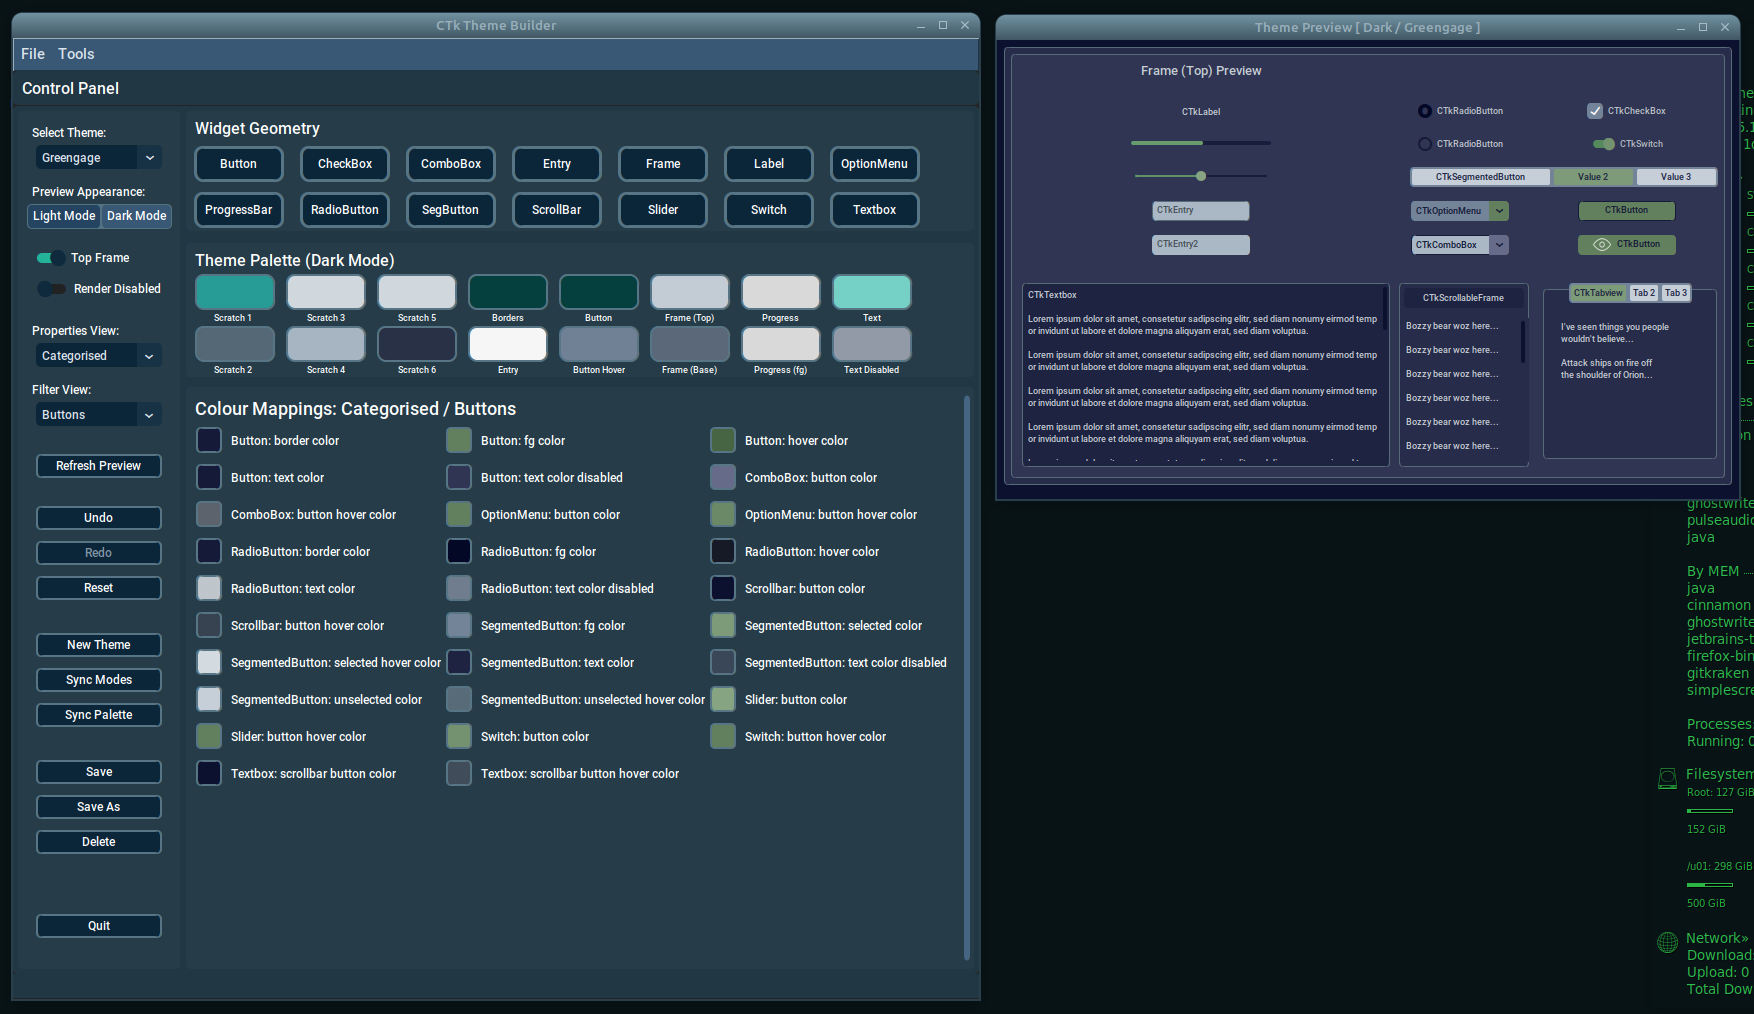 CTk Theme Builder
File Tools
Control Panel
Select Theme:
Greengage
Preview Appearance:
Light Mode Dark Mode
Top Frame
Render Disabled
Properties View:
Categorised
Filter View:
Buttons
Refresh Preview
Undo
Redo
Reset
New Theme
Sync Modes
Sync Palette
Save
Save As
Delete
Quit
Widget Geometry
Button CheckBox ComboBox Entry Frame Label OptionMenu
ProgressBar RadioButton SegButton ScrollBar Slider Switch Textbox
Theme Palette (Dark Mode)
Scratch 1 Scratch 3 Scratch 5 Borders Button Frame (Top) Progress Text
Scratch 2 Scratch 4 Scratch 6 Entry Button Hover Frame (Base) Progress (fg) Text Disabled
Colour Mappings: Categorised / Buttons
Button: border color Button: fg color Button: hover color
Button: text color Button: text color disabled ComboBox: button color
ComboBox: button hover color OptionMenu: button color OptionMenu: button hover color
RadioButton: border color RadioButton: fg color RadioButton: hover color
RadioButton: text color RadioButton: text color disabled Scrollbar: button color
Scrollbar: button hover color SegmentedButton: fg color SegmentedButton: selected color
SegmentedButton: selected hover color SegmentedButton: text color SegmentedButton: text color disabled
SegmentedButton: unselected color SegmentedButton: unselected hover color Slider: button color
Slider: button hover color Switch: button color Switch: button hover color
Textbox: scrollbar button color Textbox: scrollbar button hover color
Theme Preview [ Dark / Greengage ]
Frame (Top) Preview
CTkLabel CTkRadioButton CTkCheckBox
CTkRadioButton CTkSwitch
CTkSegmentedButton Value 2 Value 3
CTkEntry CTkOptionMenu CTkButton
CTkEntry2 CTkComboBox CTkButton
CTkTextbox
Lorem ipsum dolor sit amet, consetetur sadipscing elitr, sed diam nonumy eirmod temp
or invidunt ut labore et dolore magna aliquyam erat, sed diam voluptua.
Lorem ipsum dolor sit amet, consetetur sadipscing elitr, sed diam nonumy eirmod temp
or invidunt ut labore et dolore magna aliquyam erat, sed diam voluptua.
Lorem ipsum dolor sit amet, consetetur sadipscing elitr, sed diam nonumy eirmod temp
or invidunt ut labore et dolore magna aliquyam erat, sed diam voluptua.
Lorem ipsum dolor sit amet, consetetur sadipscing elitr, sed diam nonumy eirmod temp
or invidunt ut labore et dolore magna aliquyam erat, sed diam voluptua.
CTkScrollableFrame
Bozzy bear woz here...
Bozzy bear woz here...
Bozzy bear woz here...
Bozzy bear woz here...
Bozzy bear woz here...
Bozzy bear woz here...
CTkTabview Tab 2 Tab 3
I've seen things you people
wouldn't believe...
Attack ships on fire off
the shoulder of Orion...
ghostwrite
pulseaudio
java
By MEM
java
cinnamon
ghostwrite
jetbrains-t
firefox-bin
gitkraken
simplescre
Processes:
Running: 0
Filesystem
Root: 127 GiB
152 GiB
/u01: 298 GiB
500 GiB
Network»
Download:
Upload: 0
Total Dow